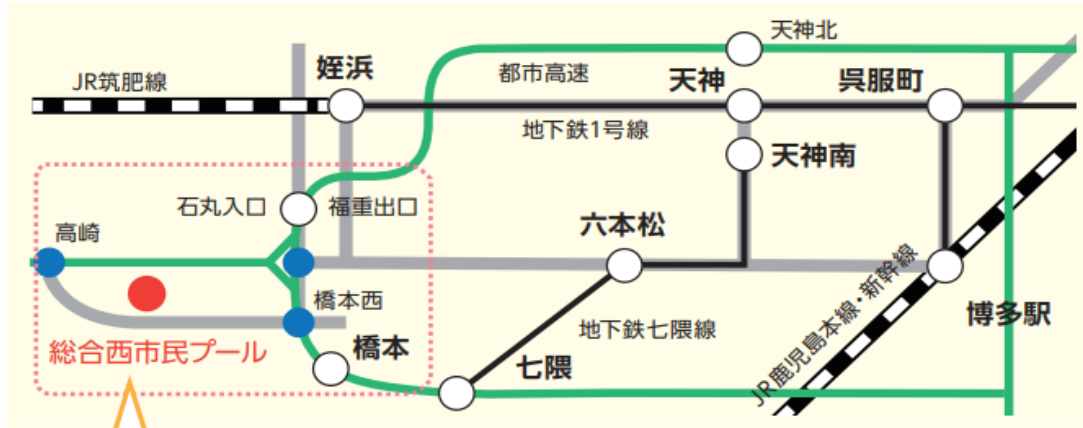 天神北
姪浜
都市高速
天神
呉服町
JR筑肥線
地下鉄1号線
天神南
石丸入口
福重出口
六本松
高崎
橋本西
地下鉄七隈線
博多駅
JR鹿児島本線・新幹線
総合西市民プール
橋本
七隈